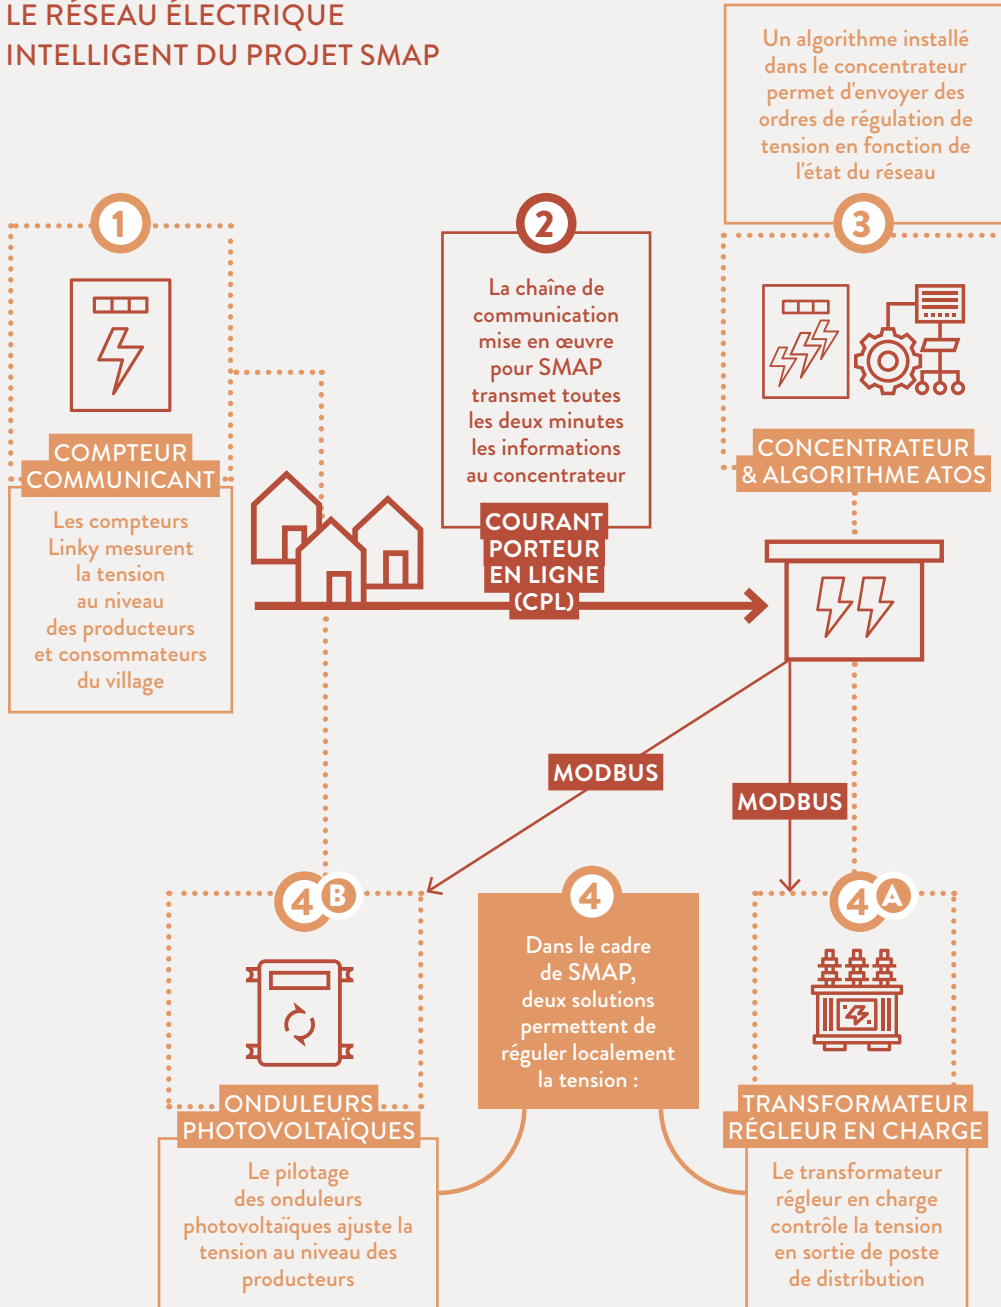 LE RÉSEAU ÉLECTRIQUE
INTELLIGENT DU PROJET SMAP
1
COMPTEUR
COMMUNICANT
Les compteurs
Linky mesurent
la tension
au niveau
des producteurs
et consommateurs
du village
2
La chaîne de
communication
mise en œuvre
pour SMAP
transmet toutes
les deux minutes
les informations
au concentrateur
COURANT
PORTEUR
EN LIGNE
(CPL)
Un algorithme installé
dans le concentrateur
permet d'envoyer des
ordres de régulation de
tension en fonction de
l'état du réseau
3
CONCENTRATEUR
& ALGORITHME ATOS
MODBUS
MODBUS
4
Dans le cadre
de SMAP,
deux solutions
permettent de
réguler localement
la tension :
4 A
TRANSFORMATEUR
RÉGLEUR EN CHARGE
Le transformateur
régleur en charge
contrôle la tension
en sortie de poste
de distribution
4 B
ONDULEURS
PHOTOVOLTAÏQUES
Le pilotage
des onduleurs
photovoltaïques ajuste la
tension au niveau des
producteurs